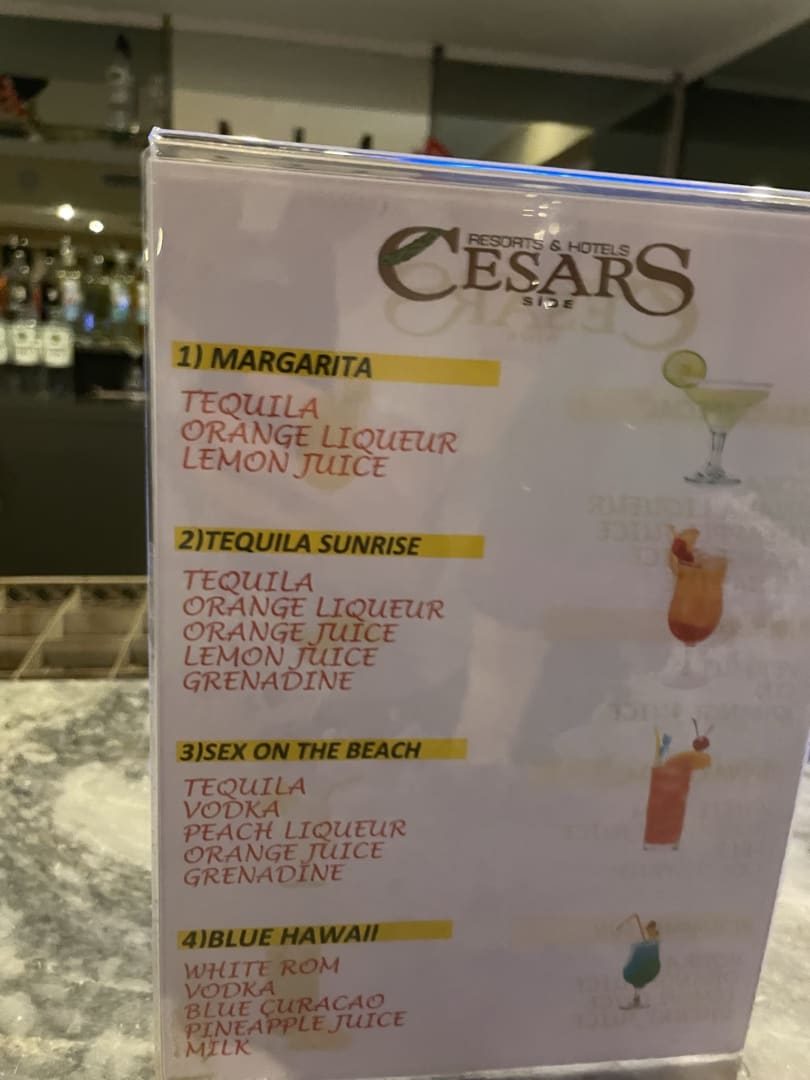 RESORTS & HOTELS
CESARS
SIDE
1) MARGARITA
TEQUILA
ORANGE LIQUEUR
LEMON JUICE
2)TEQUILA SUNRISE
TEQUILA
ORANGE LIQUEUR
ORANGE JUICE
LEMON JUICE
GRENADINE
3)SEX ON THE BEACH
TEQUILA
VODKA
PEACH LIQUEUR
ORANGE JUICE
GRENADINE
4)BLUE HAWAII
WHITE ROM
VODKA
BLUE CURACAO
PINEAPPLE JUICE
MILK